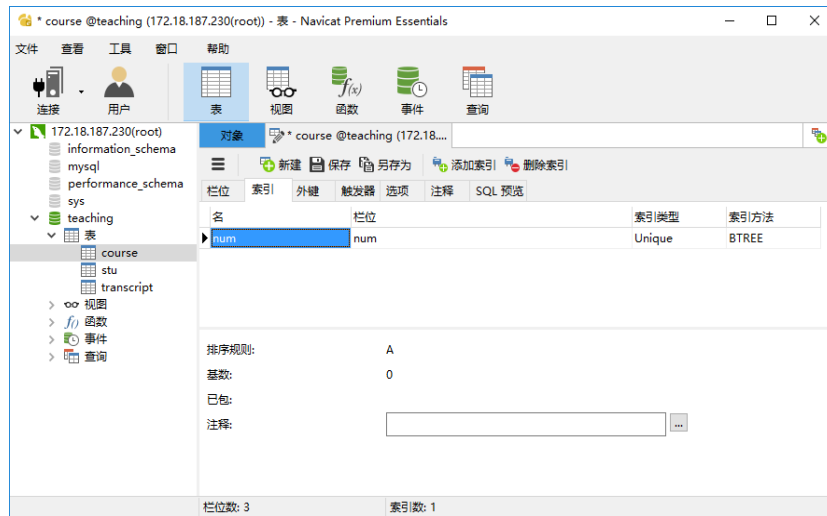 * course @teaching (172.18.187.230(root)) - 表 - Navicat Premium Essentials
文件 查看 工具 窗口 帮助
连接 用户 表 视图 函数 事件 查询
172.18.187.230(root)
information_schema
mysql
performance_schema
sys
teaching
表
course
stu
transcript
视图
函数
事件
查询
对象 * course @teaching (172.18....
新建 保存 另存为 添加索引 删除索引
栏位 索引 外键 触发器 选项 注释 SQL 预览
名 栏位 索引类型 索引方法
num num Unique BTREE
排序规则: A
基数: 0
已包:
注释: ...
栏位数: 3 索引数: 1